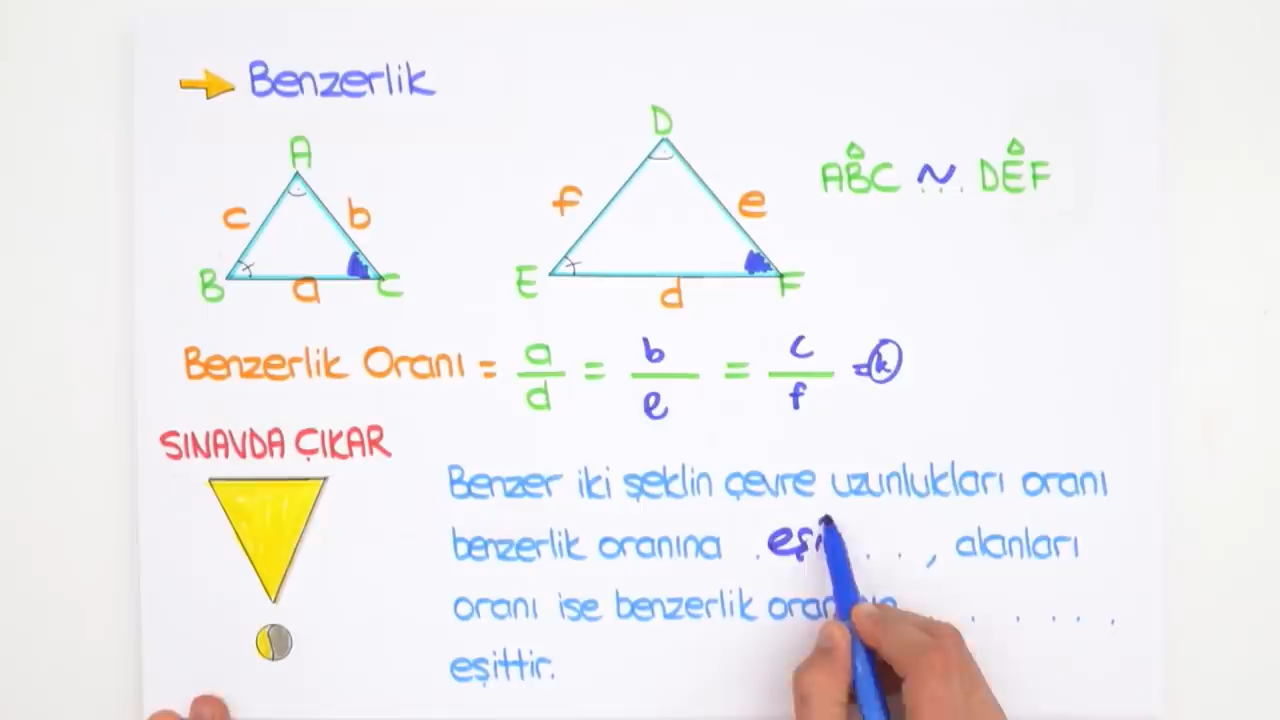 Benzerlik
A
D
ABC ~ DEF
c
b
f
e
B
a
C
E
d
F
Benzerlik Oranı = a/d = b/e = c/f = k
SINAVDA ÇIKAR
Benzer iki şeklin çevre uzunlukları oranı
benzerlik oranına . eşi . . , alanları
oranı ise benzerlik . . . . .
eşittir.